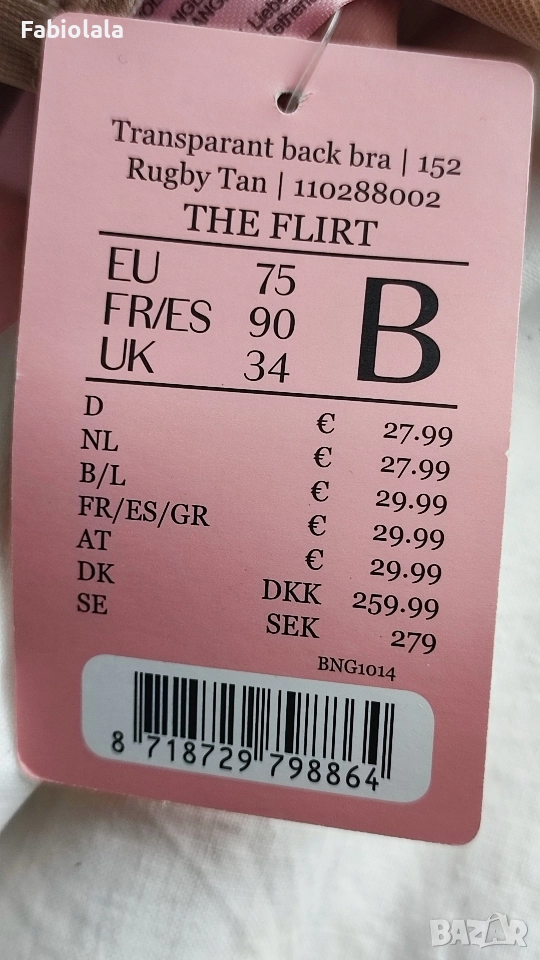 Fabiolala
Liebe
Transparant back bra | 152
Rugby Tan | 110288002
THE FLIRT
EU 75
FR/ES 90
UK 34
B
D € 27.99
NL € 27.99
B/L € 29.99
FR/ES/GR € 29.99
AT € 29.99
DK DKK 259.99
SE SEK 279
BNG1014
8 718729 798864
BAZAR